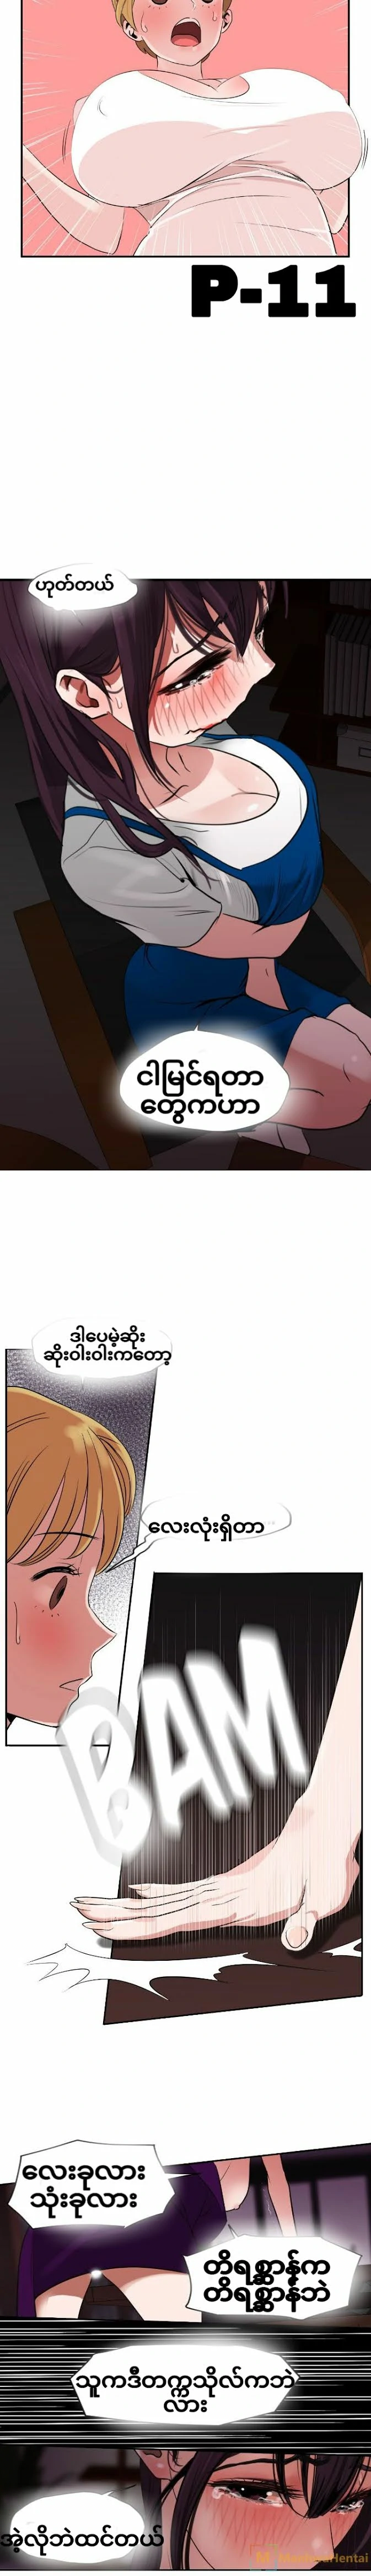 P-11
ဟုတ်တယ်
ငါမြင်ရတာ
တွေကဟာ
ဒါပေမဲ့ဆိုး
ဆိုးဝါးဝါးကတော့
လေးလုံးရှိတာ
BAM
လေးခုလား
သုံးခုလား
တိရစ္ဆာန်က
တိရစ္ဆာန်ဘဲ
သူကဒီတက္ကသိုလ်ကဘဲ
လား
အဲ့လိုဘဲထင်တယ်